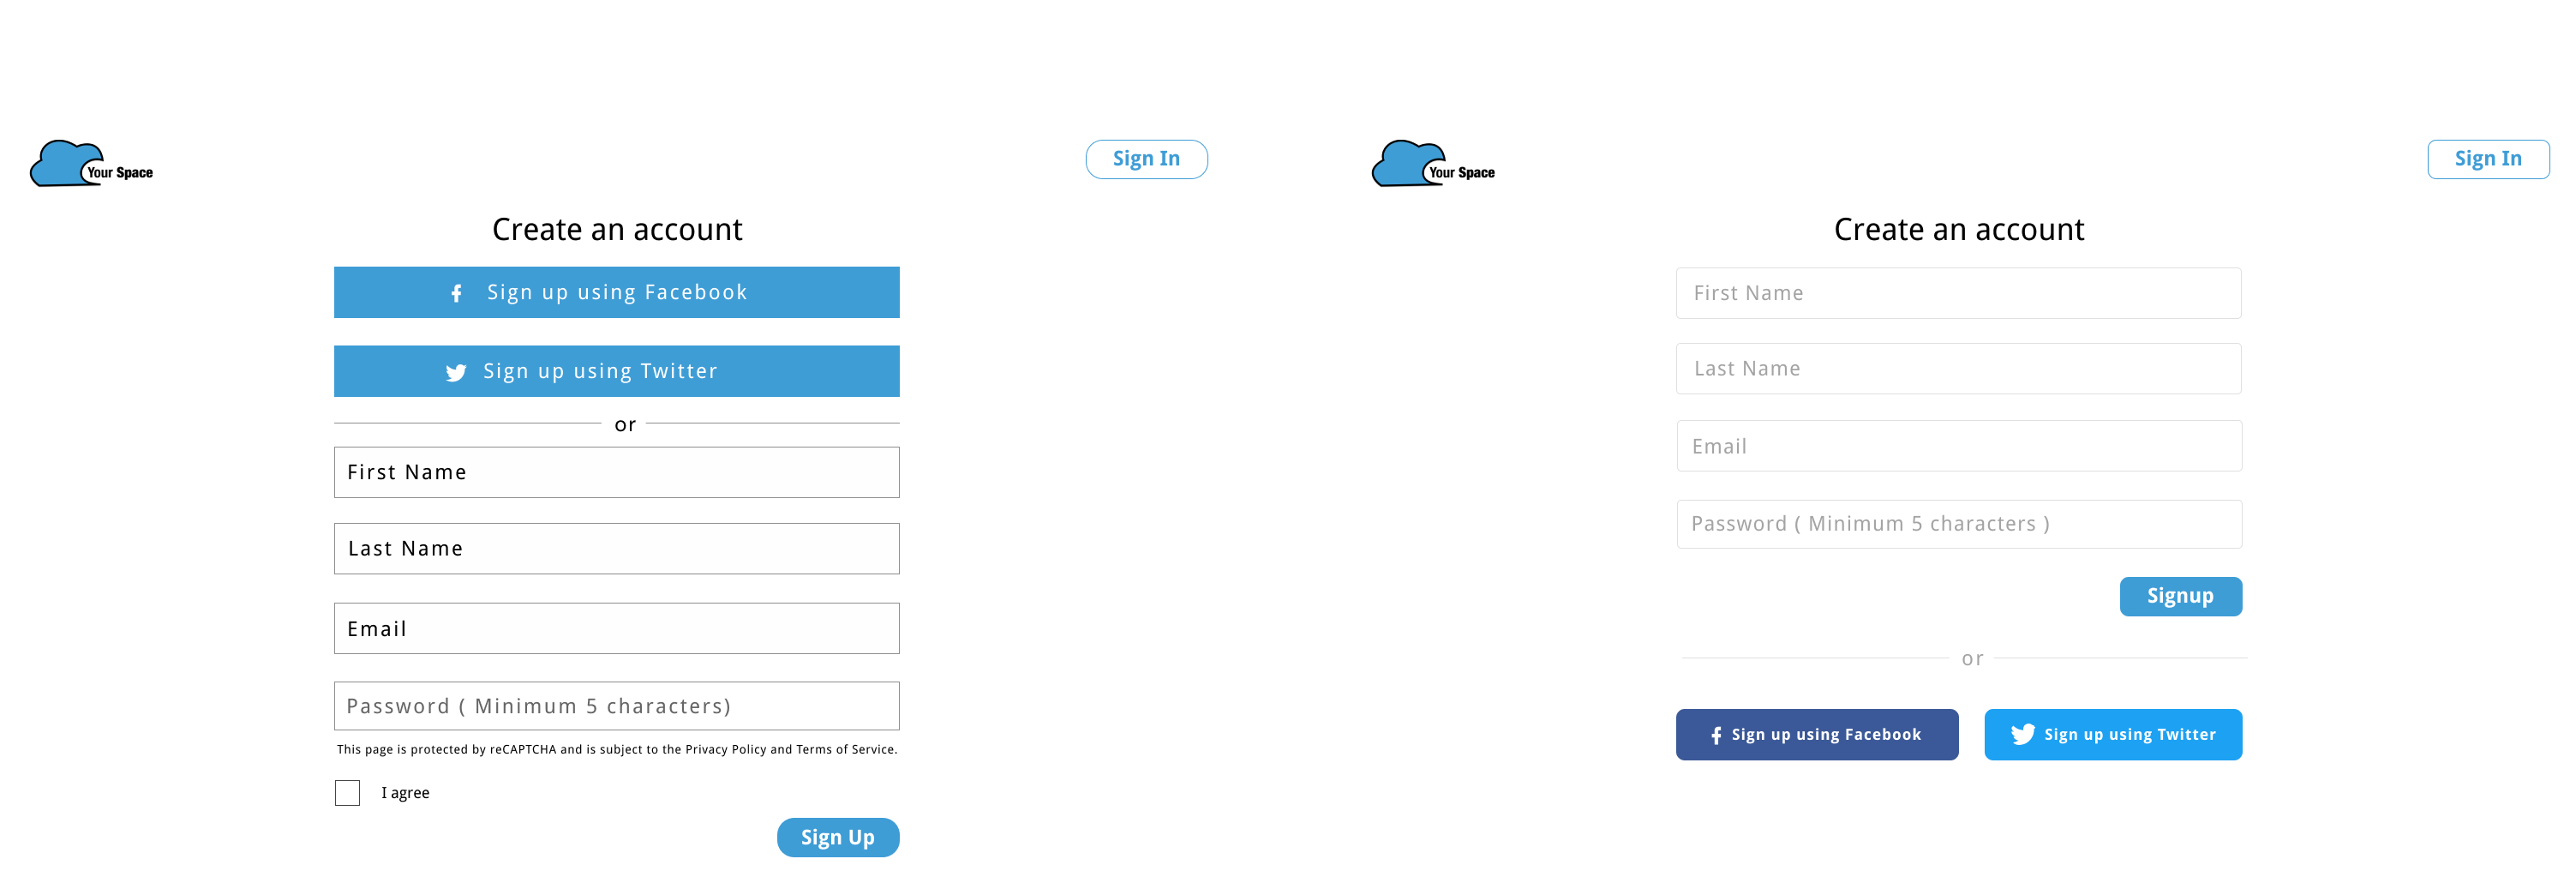 Your Space
Sign In
Create an account
Sign up using Facebook
Sign up using Twitter
or
First Name
Last Name
Email
Password ( Minimum 5 characters)
This page is protected by reCAPTCHA and is subject to the Privacy Policy and Terms of Service.
I agree
Sign Up
Your Space
Sign In
Create an account
First Name
Last Name
Email
Password ( Minimum 5 characters )
Signup
or
Sign up using Facebook
Sign up using Twitter